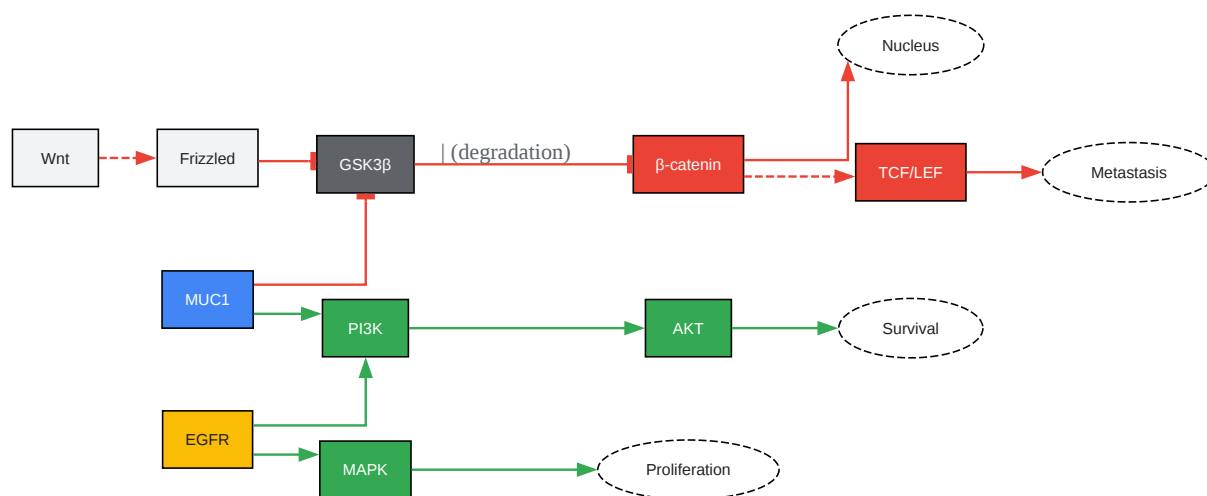 Nucleus
Wnt
Frizzled
GSK3β
| (degradation)
β-catenin
TCF/LEF
Metastasis
MUC1
PI3K
AKT
Survival
EGFR
MAPK
Proliferation